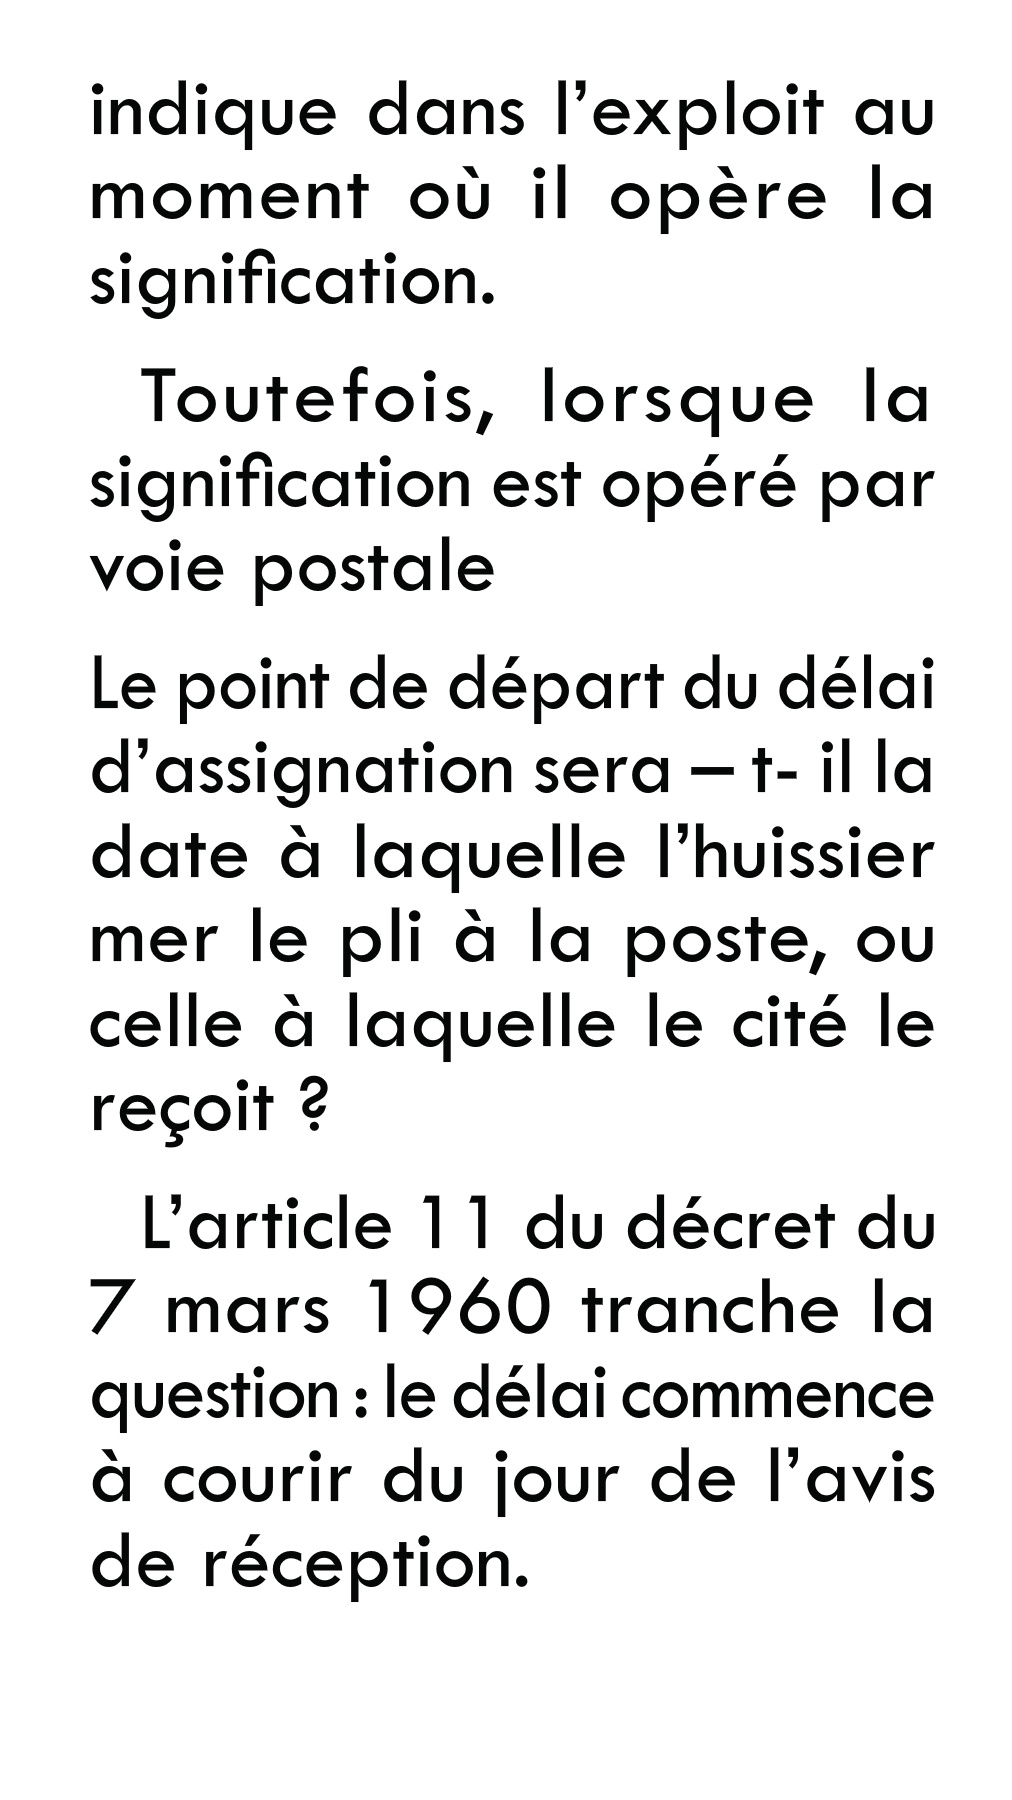 indique dans l’exploit au
moment où il opère la
signification.
Toutefois, lorsque la
signification est opéré par
voie postale
Le point de départ du délai
d’assignation sera – t- il la
date à laquelle l’huissier
mer le pli à la poste, ou
celle à laquelle le cité le
reçoit ?
L’article 11 du décret du
7 mars 1960 tranche la
question : le délai commence
à courir du jour de l’avis
de réception.